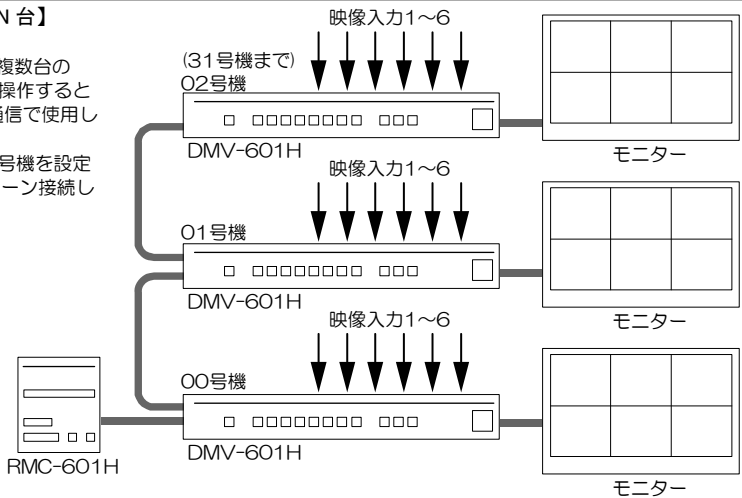 N 台】
複数台の
操作すると
通信で使用し
号機を設定
ーン接続し
映像入力1〜6
(31号機まで)
02号機
DMV-601H
モニター
映像入力1〜6
01号機
DMV-601H
モニター
映像入力1〜6
00号機
DMV-601H
モニター
RMC-601H